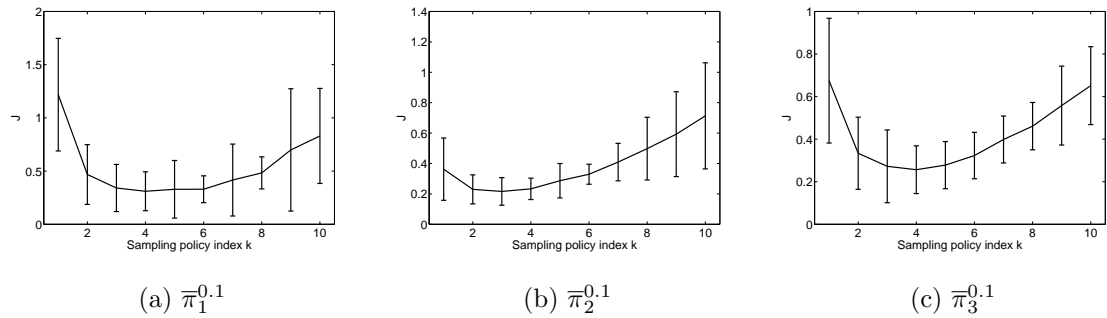 2
1.5
1
0.5
0
J
2 4 6 8 10
Sampling policy index k
(a) π̅₁^0.1
1.4
1.2
1
0.8
0.6
0.4
0.2
0
J
2 4 6 8 10
Sampling policy index k
(b) π̅₂^0.1
1
0.8
0.6
0.4
0.2
0
J
2 4 6 8 10
Sampling policy index k
(c) π̅₃^0.1